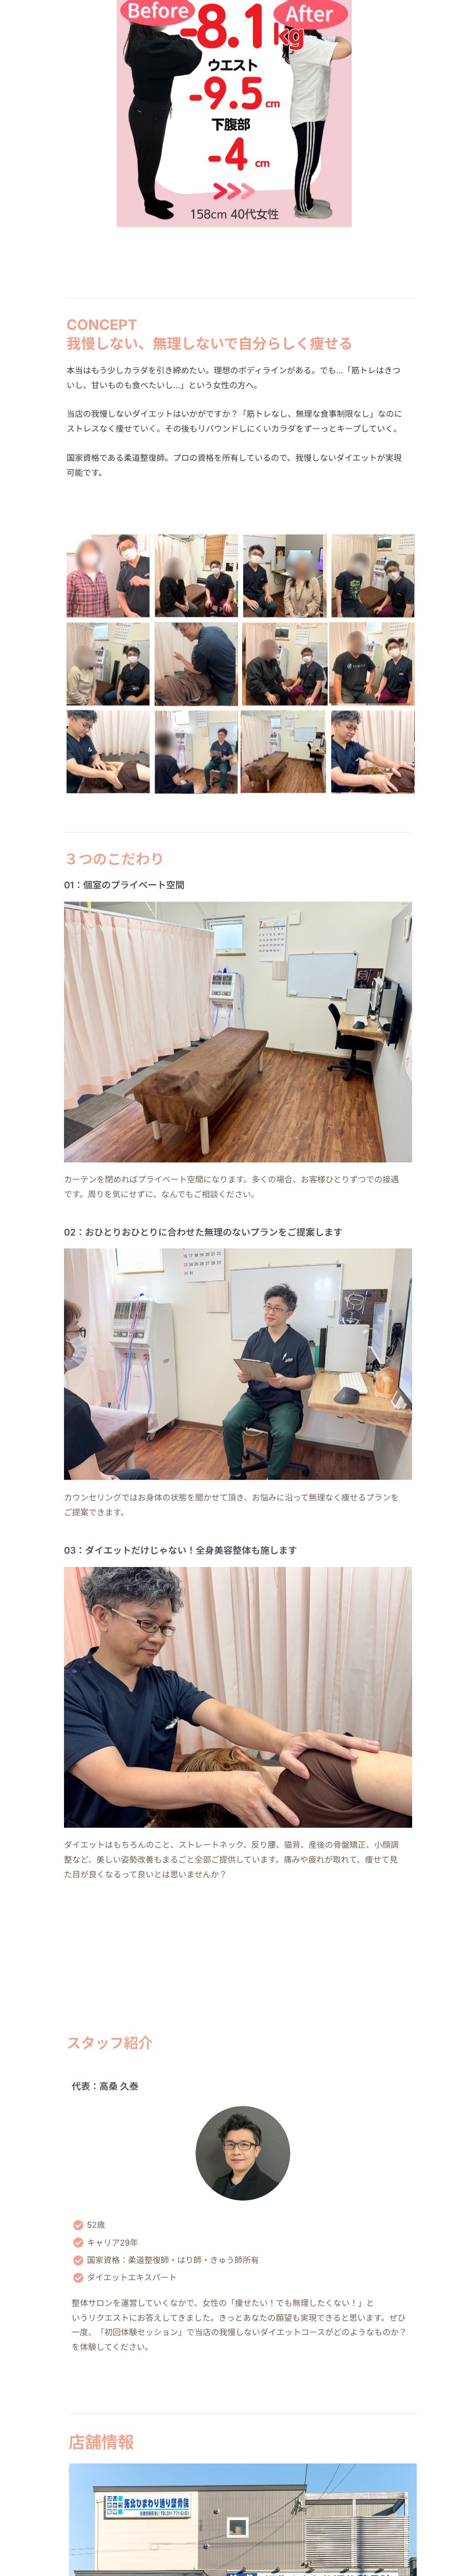 Before
After
-8.1kg
ウエスト
-9.5cm
下腹部
-4 cm
158cm 40代女性
CONCEPT
我慢しない、無理しないで自分らしく痩せる
本当はもう少しカラダを引き締めたい。理想のボディラインがある。でも…「筋トレはきつ
いし、甘いものも食べたいし…」という女性の方へ。
当店の我慢しないダイエットはいかがですか？「筋トレなし、無理な食事制限なし」なのに
ストレスなく痩せていく。その後もリバウンドしにくいカラダをずーっとキープしていく。
国家資格である柔道整復師。プロの資格を所有しているので、我慢しないダイエットが実現
可能です。
３つのこだわり
01：個室のプライベート空間
7
カーテンを閉めればプライベート空間になります。多くの場合、お客様ひとりずつでの接遇
です。周りを気にせずに、なんでもご相談ください。
02：おひとりおひとりに合わせた無理のないプランをご提案します
16 17 18 19 20 21 22
23 24 25 26 27 28 29
30 31
カウンセリングではお身体の状態を聞かせて頂き、お悩みに沿って無理なく痩せるプランを
ご提案できます。
03：ダイエットだけじゃない！全身美容整体も施します
ダイエットはもちろんのこと、ストレートネック、反り腰、猫背、産後の骨盤矯正、小顔調
整など、美しい姿勢改善もまるごと全部ご提供しています。痛みや疲れが取れて、痩せて見
た目が良くなるって良いとは思いませんか？
スタッフ紹介
代表：高桑 久泰
52歳
キャリア29年
国家資格：柔道整復師・はり師・きゅう師所有
ダイエットエキスパート
整体サロンを運営していくなかで、女性の「痩せたい！でも無理したくない！」と
いうリクエストにお答えしてきました。きっとあなたの願望も実現できると思います。ぜひ
一度、「初回体験セッション」で当店の我慢しないダイエットコースがどのようなものか？
を体験してください。
店舗情報
拓北ひまわり通り整骨院